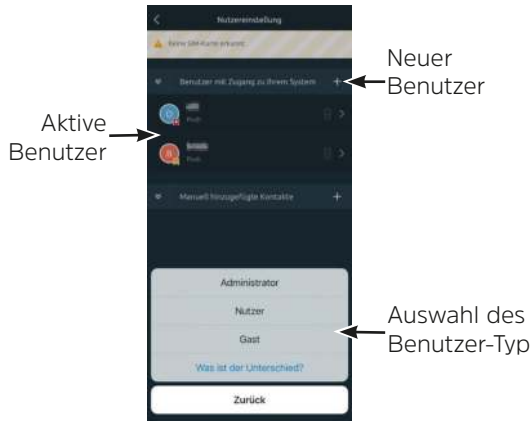 Nutzereinstellung
Keine SIM-Karte erkannt
Benutzer mit Zugang zu Ihrem System +
Neuer
Benutzer
Aktive
Benutzer
Push
Push
Manuell hinzugefügte Kontakte +
Administrator
Nutzer
Gast
Was ist der Unterschied?
Zurück
Auswahl des
Benutzer-Typ